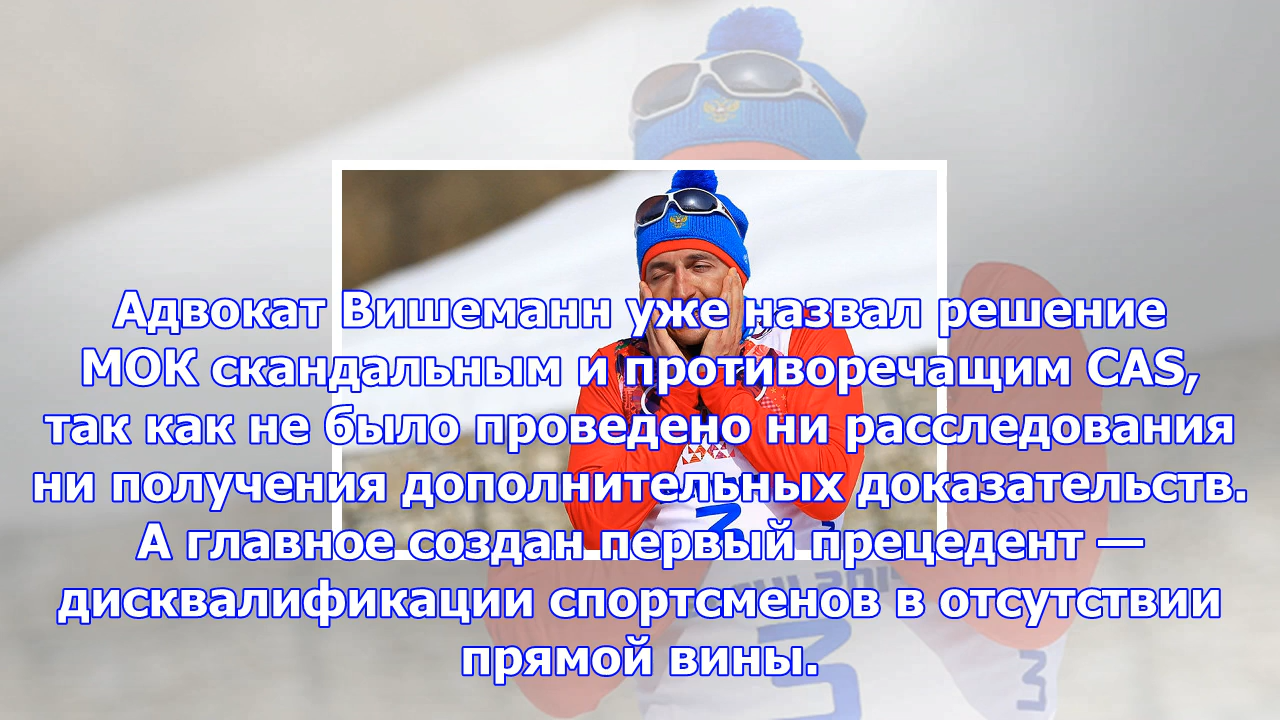 Адвокат Вишеманн уже назвал решение
МОК скандальным и противоречащим CAS,
так как не было проведено ни расследования
ни получения дополнительных доказательств.
А главное создан первый прецедент —
дисквалификации спортсменов в отсутствии
прямой вины.
3